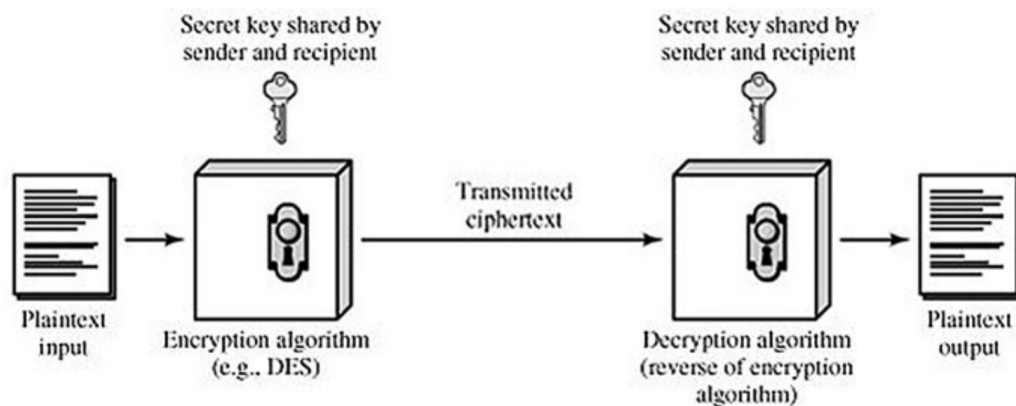 Secret key shared by
sender and recipient
Secret key shared by
sender and recipient
Transmitted
ciphertext
Plaintext
input
Encryption algorithm
(e.g., DES)
Decryption algorithm
(reverse of encryption
algorithm)
Plaintext
output